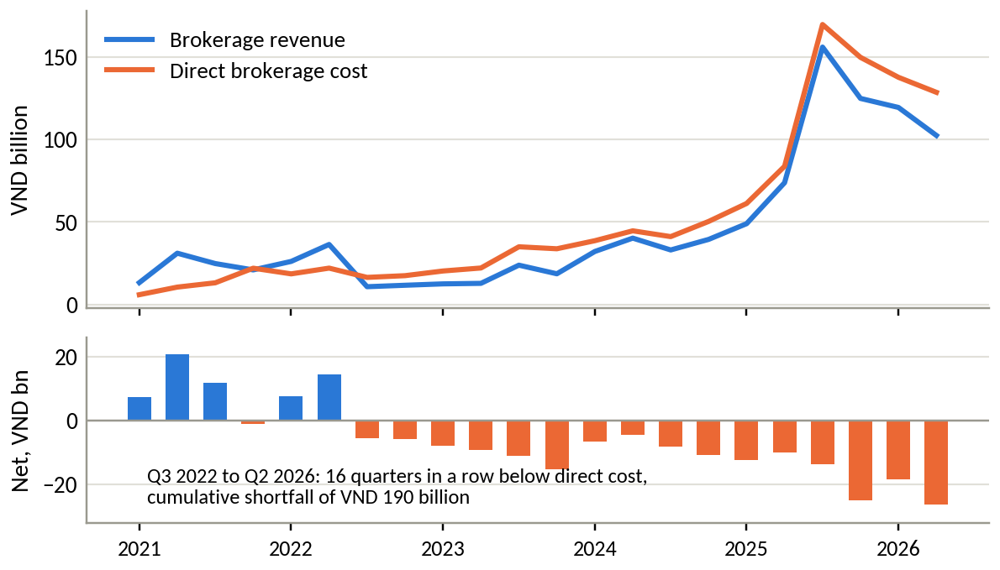 Brokerage revenue
Direct brokerage cost
VND billion
150
100
50
0
Net, VND bn
20
0
−20
Q3 2022 to Q2 2026: 16 quarters in a row below direct cost,
cumulative shortfall of VND 190 billion
2021 2022 2023 2024 2025 2026